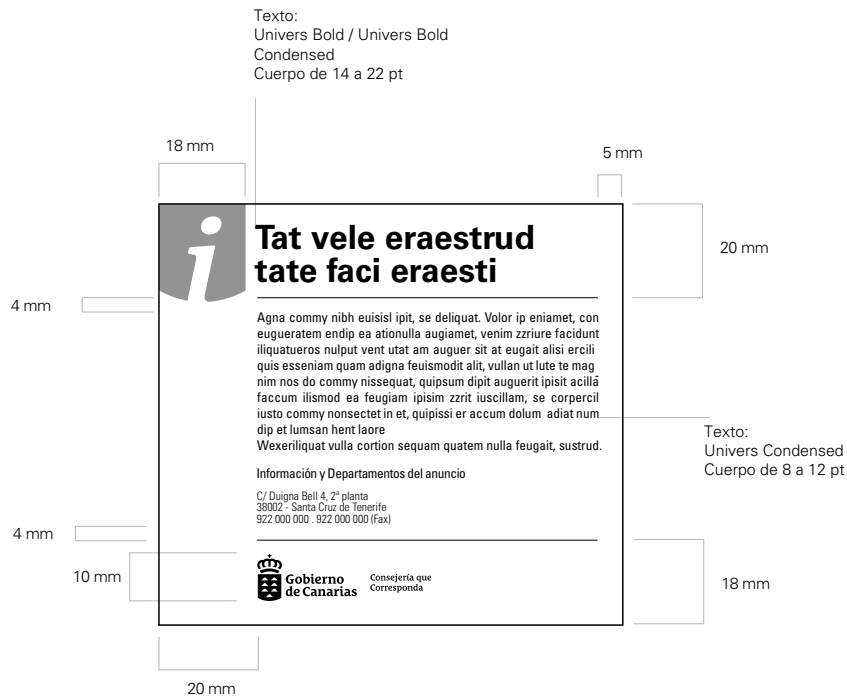 Texto:
Univers Bold / Univers Bold
Condensed
Cuerpo de 14 a 22 pt
18 mm
5 mm
i
Tat vele eraestrud
tate faci eraesti
20 mm
4 mm
Agna commy nibh euisisl ipit, se deliquat. Volor ip eniamet, con
eugueratem endip ea ationulla augiamet, venim zzriure facidunt
iliquatueros nulput vent utat am auguer sit at eugait alisi ercili
quis esseniam quam adigna feuismodit alit, vullan ut lute te mag
nim nos do commy nissequat, quipsum dipit auguerit ipisit acilla
faccum ilismod ea feugiam ipisim zzrit iuscillam, se corpercil
iusto commy nonsectet in et, quipissi er accum dolum adiat num
dip et lumsan hent laore
Wexeriliquat vulla cortion sequam quatem nulla feugait, sustrud.
Texto:
Univers Condensed
Cuerpo de 8 a 12 pt
Información y Departamentos del anuncio
C/ Duigna Bell 4, 2ª planta
38002 - Santa Cruz de Tenerife
922 000 000 . 922 000 000 (Fax)
4 mm
10 mm
Gobierno
de Canarias
Consejería que
Corresponda
18 mm
20 mm